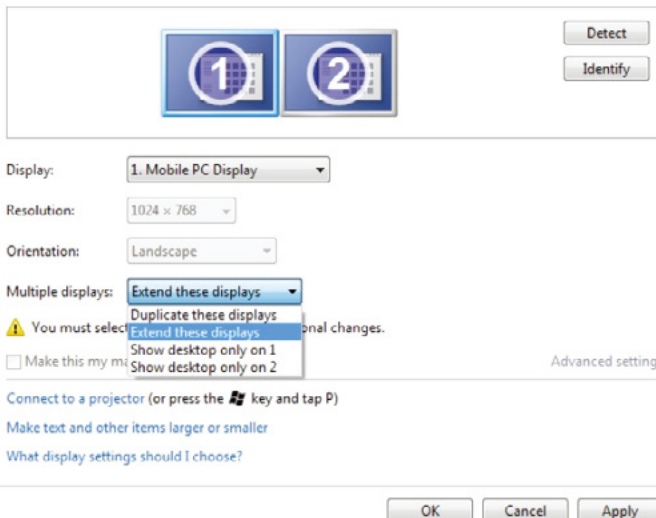 Detect
1 2
Identify
Display: 1. Mobile PC Display
Resolution: 1024 × 768
Orientation: Landscape
Multiple displays: Extend these displays
Duplicate these displays
You must selec
Extend these displays
onal changes.
Show desktop only on 1
Make this my ma
Show desktop only on 2
Advanced setting
Connect to a projector (or press the key and tap P)
Make text and other items larger or smaller
What display settings should I choose?
OK Cancel Apply